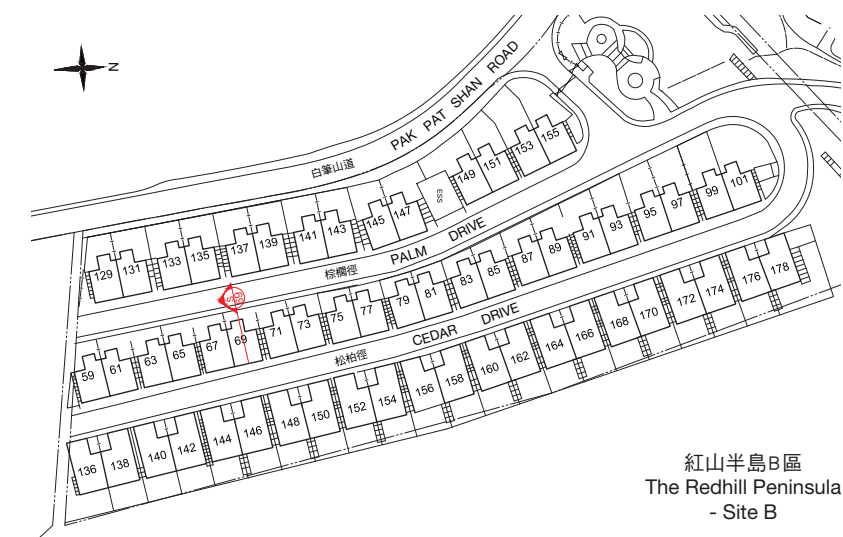 N
PAK PAT SHAN ROAD
白筆山道
149 151 153 155
ESS
129 131 133 135 137 139 141 143 145 147
PALM DRIVE
棕櫚徑
59 61 63 65 67 69 71 73 75 77 79 81 83 85 87 89 91 93 95 97 99 101
CEDAR DRIVE
松柏徑
136 138 140 142 144 146 148 150 152 154 156 158 160 162 164 166 168 170 172 174 176 178
紅山半島B區
The Redhill Peninsula
- Site B